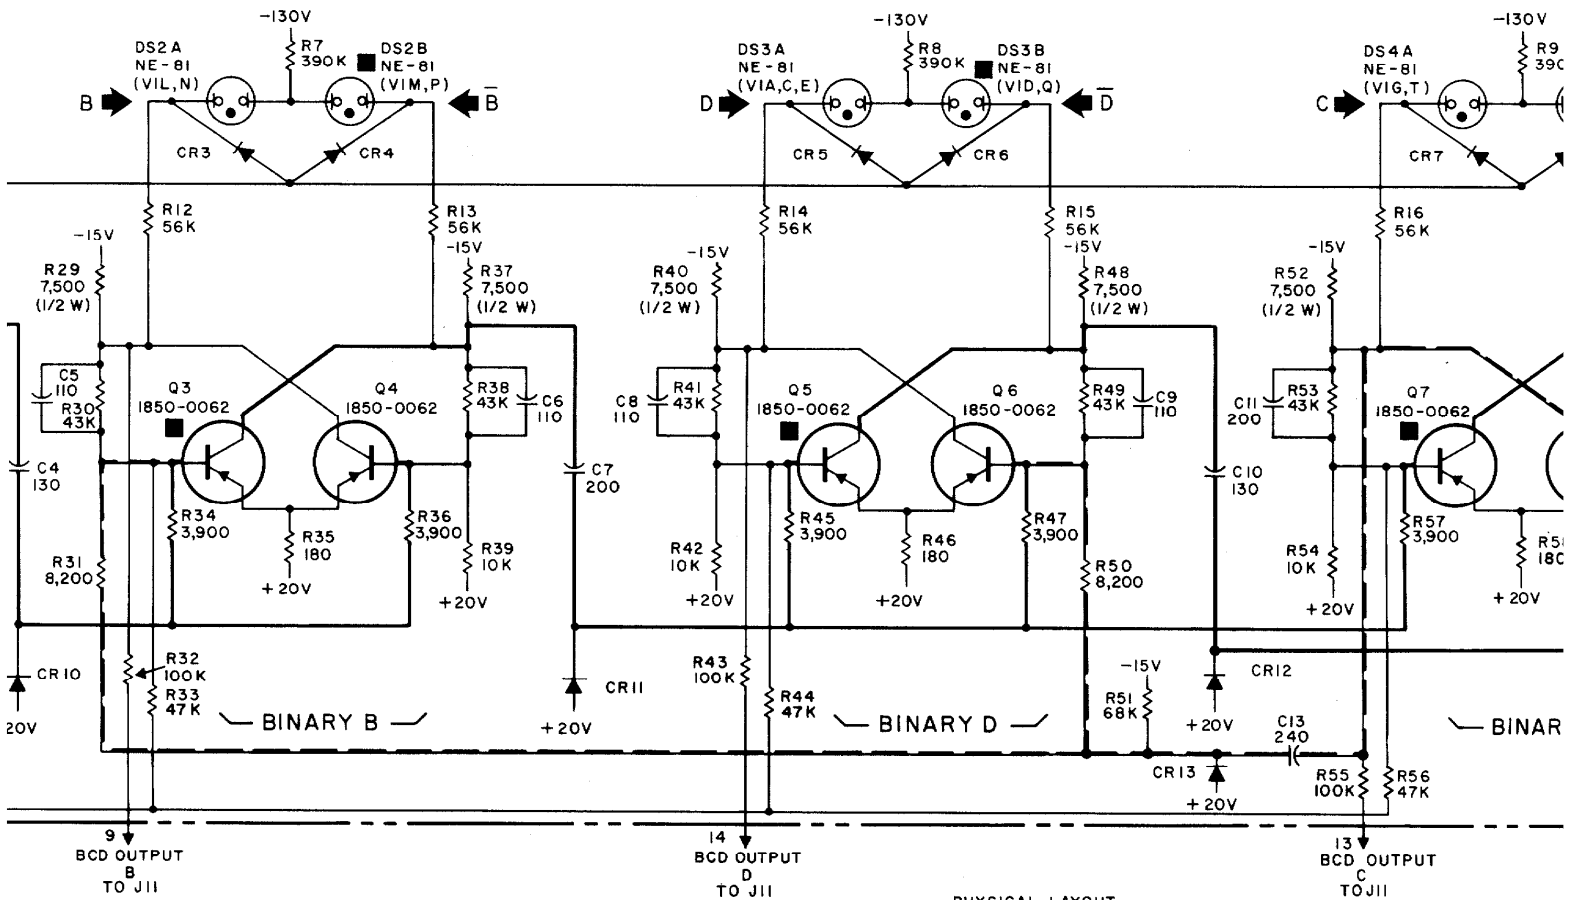 -130V
-130V
-130V
DS2A
NE-81
(VIL,N)
R7
390K
DS2B
NE-81
(VIM,P)
DS3A
NE-81
(VIA,C,E)
R8
390K
DS3B
NE-81
(VID,Q)
DS4A
NE-81
(VIG,T)
R9
B
B̅
D
D̅
C
CR3
CR4
CR5
CR6
CR7
R12
56K
R13
56K
R14
56K
R15
56K
R16
56K
-15V
-15V
-15V
-15V
-15V
R29
7,500
(1/2 W)
R37
7,500
(1/2 W)
R40
7,500
(1/2 W)
R48
7,500
(1/2 W)
R52
7,500
(1/2 W)
C5
110
R30
43K
Q3
1850-0062
Q4
1850-0062
R38
43K
C6
110
C8
110
R41
43K
Q5
1850-0062
Q6
1850-0062
R49
43K
C9
110
C11
200
R53
43K
Q7
1850-0062
C4
130
C7
200
C10
130
R34
3,900
R35
180
R36
3,900
R39
10K
R31
8,200
+20V
+20V
R42
10K
R45
3,900
R46
180
R47
3,900
R50
8,200
+20V
+20V
R54
10K
R57
3,900
+20V
+20V
CR10
20V
R32
100K
R33
47K
BINARY B
CR11
+20V
R43
100K
R44
47K
BINARY D
-15V
R51
68K
CR12
+20V
C13
240
CR13
+20V
R55
100K
R56
47K
BINAR
9
BCD OUTPUT
B
TO J11
14
BCD OUTPUT
D
TO J11
13
BCD OUTPUT
C
TO J11